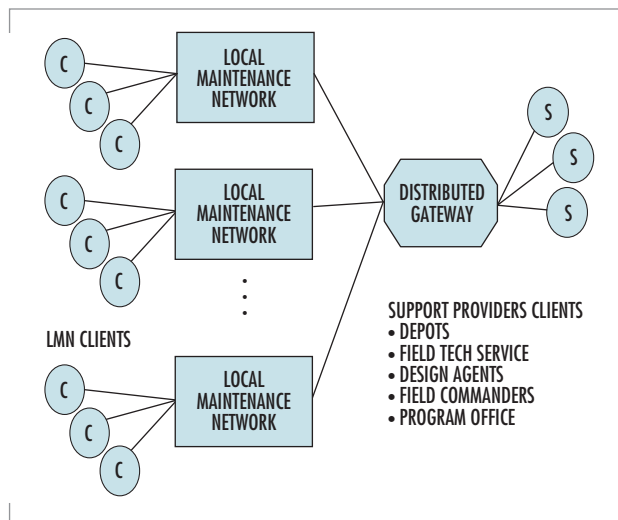 C
C
C
LOCAL
MAINTENANCE
NETWORK
C
C
C
LOCAL
MAINTENANCE
NETWORK
LMN CLIENTS
C
C
C
LOCAL
MAINTENANCE
NETWORK
DISTRIBUTED
GATEWAY
S
S
S
SUPPORT PROVIDERS CLIENTS
• DEPOTS
• FIELD TECH SERVICE
• DESIGN AGENTS
• FIELD COMMANDERS
• PROGRAM OFFICE